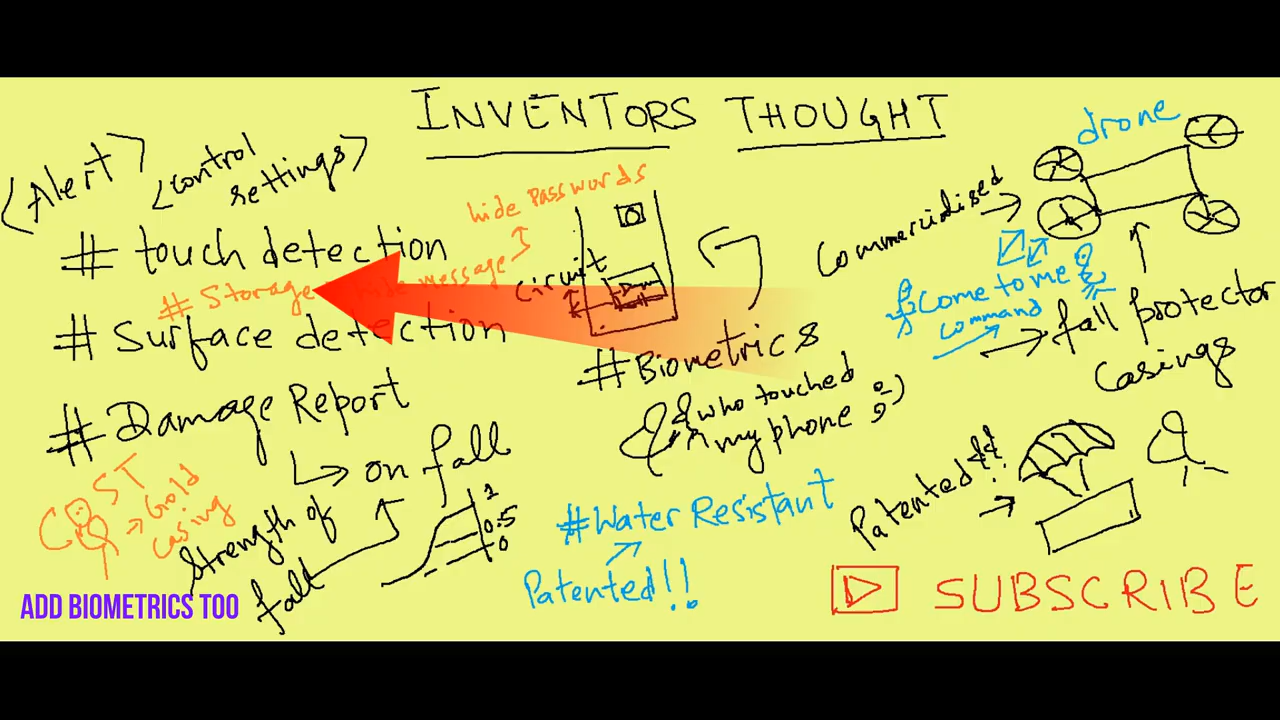 INVENTORS THOUGHT
<Alert>
<control
settings>
# touch detection
hide passwords
# Storage
message
# Surface detection
circuit
# Damage Report
on fall
COST
Gold
casing
strength of
fall
1
0.5
0
ADD BIOMETRICS TOO
# Biometrics
who touched
my phone
# Water Resistant
Patented!!
drone
Commercialised
Come to me
command
fall protector
casings
Patented!!
SUBSCRIBE